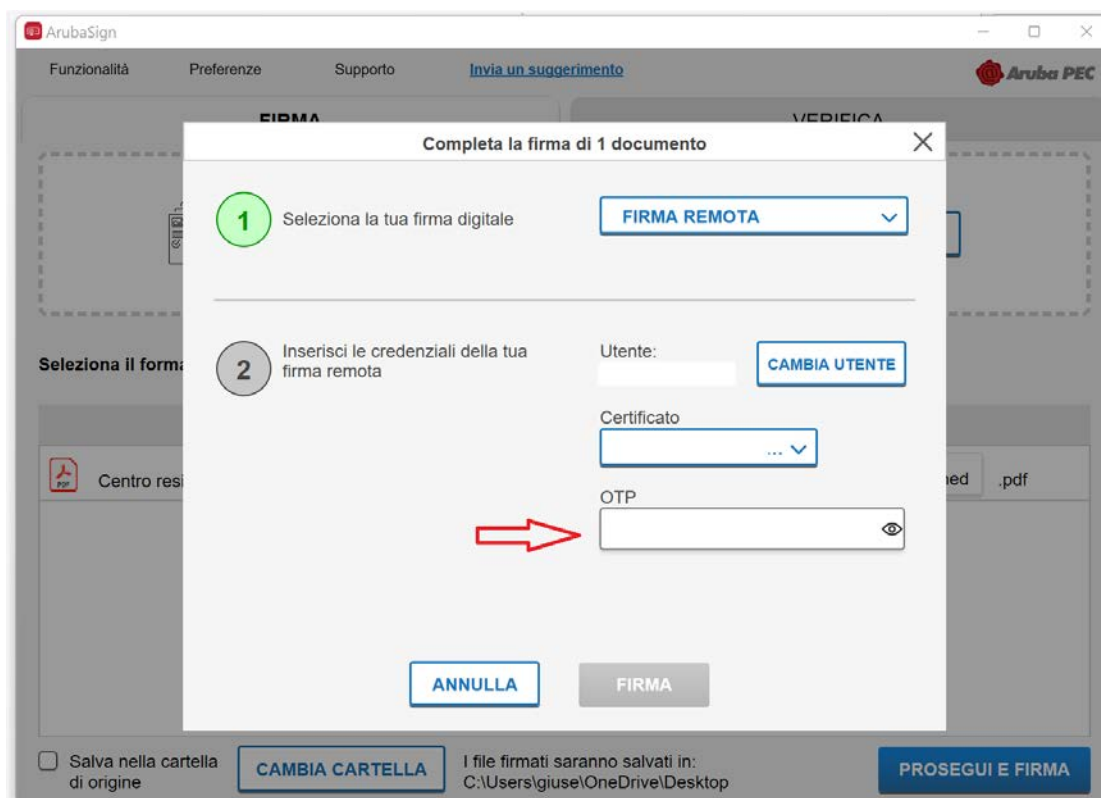 ArubaSign
Funzionalità Preferenze Supporto Invia un suggerimento Aruba PEC
FIRMA VERIFICA
Completa la firma di 1 documento
1 Seleziona la tua firma digitale FIRMA REMOTA
2 Inserisci le credenziali della tua
firma remota
Utente:
CAMBIA UTENTE
Certificato
...
OTP
Seleziona il forma
PDF Centro resi ned .pdf
ANNULLA FIRMA
Salva nella cartella
di origine
CAMBIA CARTELLA
I file firmati saranno salvati in:
C:\Users\giuse\OneDrive\Desktop
PROSEGUI E FIRMA